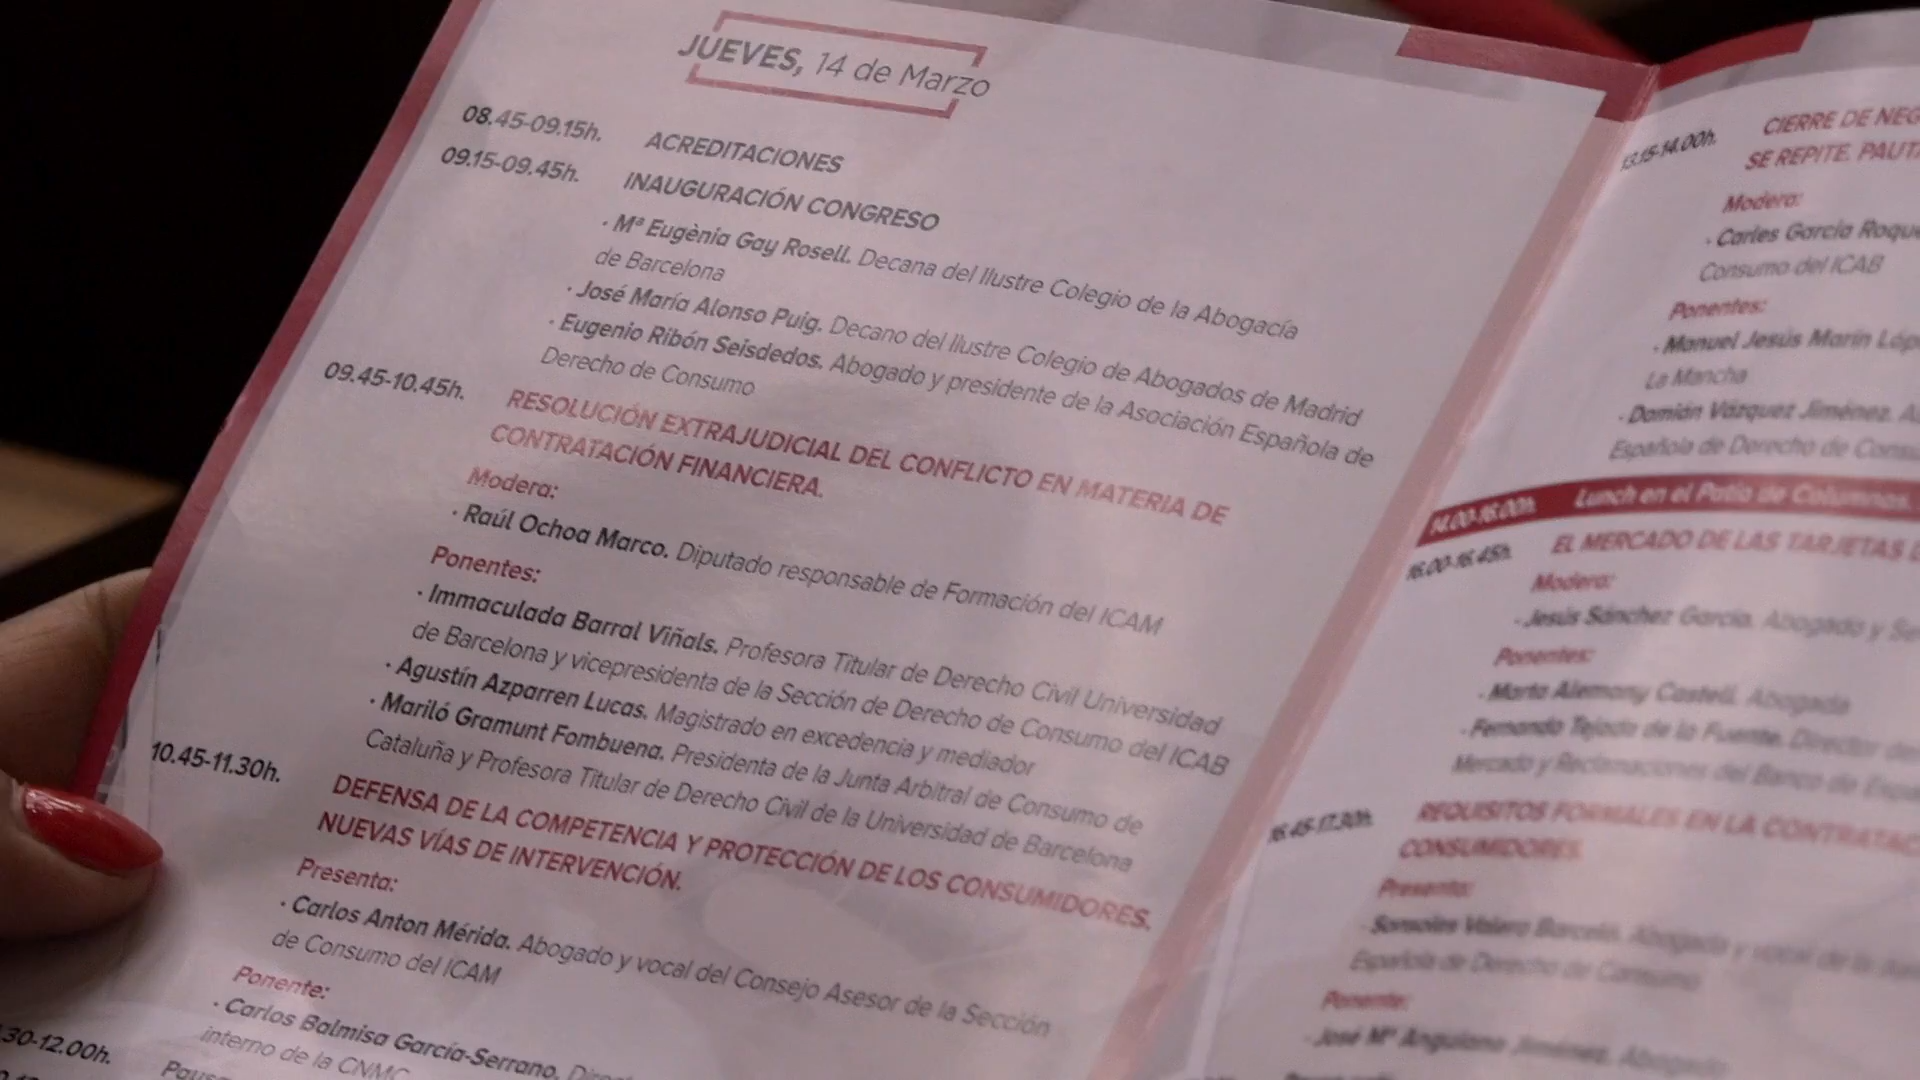 JUEVES, 14 de Marzo
08.45-09.15h. ACREDITACIONES
09.15-09.45h. INAUGURACIÓN CONGRESO
· Mª Eugènia Gay Rosell. Decana del Ilustre Colegio de la Abogacía
de Barcelona
· José María Alonso Puig. Decano del Ilustre Colegio de Abogados de Madrid
· Eugenio Ribón Seisdedos. Abogado y presidente de la Asociación Española de
Derecho de Consumo
09.45-10.45h. RESOLUCIÓN EXTRAJUDICIAL DEL CONFLICTO EN MATERIA DE
CONTRATACIÓN FINANCIERA.
Modera:
· Raúl Ochoa Marco. Diputado responsable de Formación del ICAM
Ponentes:
· Immaculada Barral Viñals. Profesora Titular de Derecho Civil Universidad
de Barcelona y vicepresidenta de la Sección de Derecho de Consumo del ICAB
· Agustín Azparren Lucas. Magistrado en excedencia y mediador
· Mariló Gramunt Fombuena. Presidenta de la Junta Arbitral de Consumo de
Cataluña y Profesora Titular de Derecho Civil de la Universidad de Barcelona
10.45-11.30h. DEFENSA DE LA COMPETENCIA Y PROTECCIÓN DE LOS CONSUMIDORES.
NUEVAS VÍAS DE INTERVENCIÓN.
Presenta:
· Carlos Anton Mérida. Abogado y vocal del Consejo Asesor de la Sección
de Consumo del ICAM
Ponente:
· Carlos Balmisa García-Serrano.
interno de la CNMC
.30-12.00h.
13.15-14.00h. CIERRE DE NEG
SE REPITE. PAUT
Modera:
· Carles García Roqu
Consumo del ICAB
Ponentes:
· Manuel Jesús Marín Lóp
La Mancha
· Damián Vázquez Jiménez.
Española de Derecho de Consu
14.00-16.00h. Lunch en el Patio de Columnas.
16.00-16.45h. EL MERCADO DE LAS TARJETAS
Modera:
· Jesús Sánchez García. Abogado y Se
Ponentes:
· Marta Alemany Castell. Abogada
· Fernando Tejada de la Fuente. Director de
Mercado y Reclamaciones del Banco de Espa
16.45-17.30h. REQUISITOS FORMALES EN LA CONTRATAC
CONSUMIDORES.
Presenta:
· Sonsoles Valero Barceló. Abogada y vocal de la
Española de Derecho de Consumo
Ponente:
· José Mª Anguiano Jiménez. Abogado